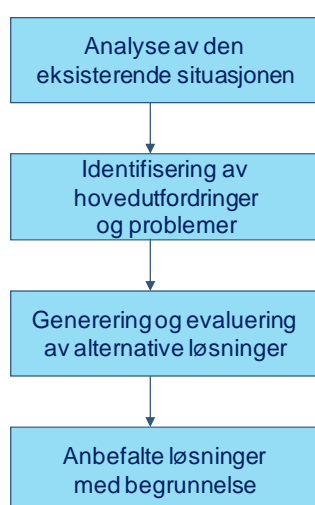 Analyse av den
eksisterende situasjonen
Identifisering av
hovedutfordringer
og problemer
Generering og evaluering
av alternative løsninger
Anbefalte løsninger
med begrunnelse